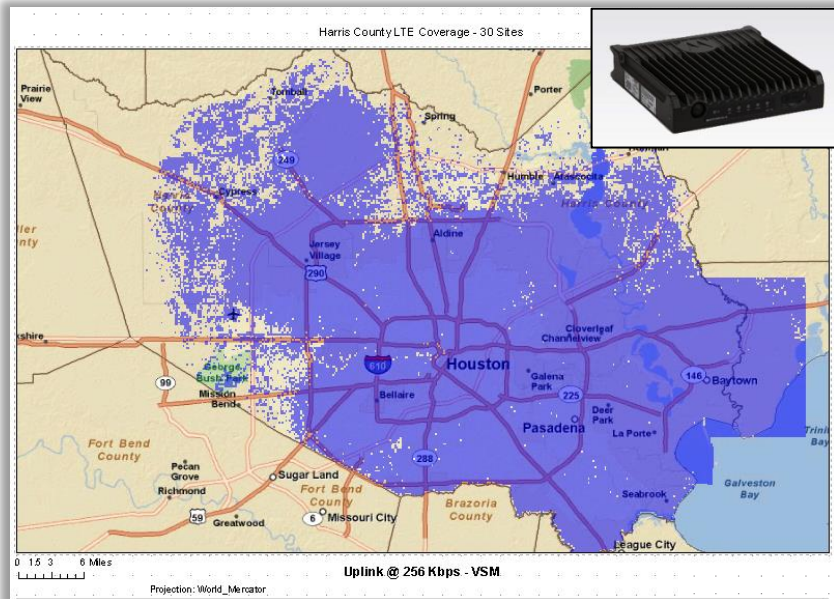 Harris County LTE Coverage - 30 Sites
Prairie
View
Tomball
Porter
Spring
249
Humble
Atascocita
Cypress
Harris
County
Harris County
Aldine
Jersey
Village
290
Cloverleaf
Channelview
Houston
610
George
Bush Park
99
Mission
Bend
Bellaire
Galena
Park
225
146
Baytown
Deer
Park
Pasadena
La Porte
Fort Bend
County
288
Pecan
Grove
Richmond
Sugar Land
Fort Bend
County
Brazoria
County
Seabrook
Galveston
Bay
59
Greatwood
6
Missouri City
League City
0 1.5 3 6 Miles
Uplink @ 256 Kbps - VSM
Projection: World_Mercator